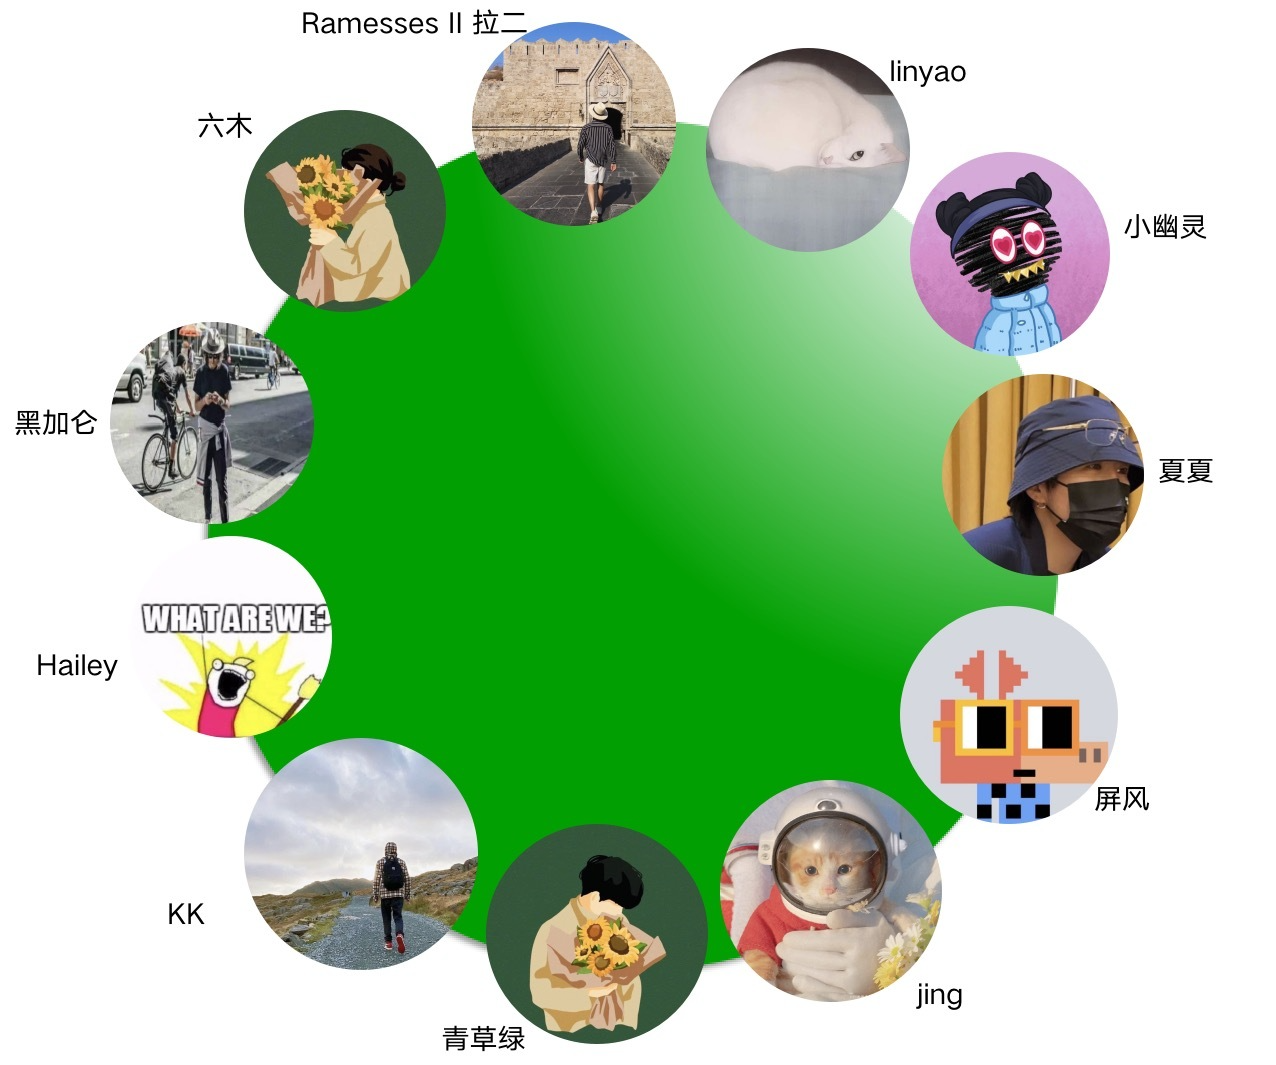 Ramesses II 拉二
linyao
六木
小幽灵
黑加仑
夏夏
WHAT ARE WE?
Hailey
屏风
KK
jing
青草绿